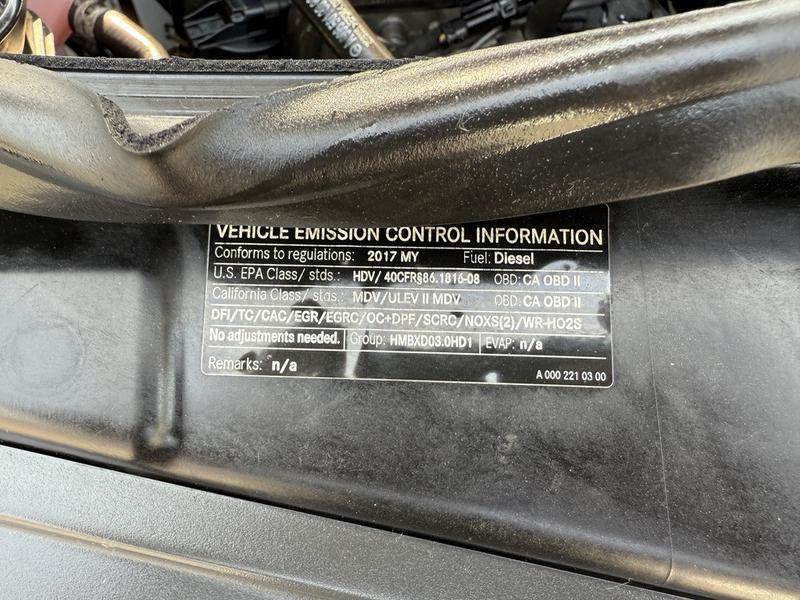 VEHICLE EMISSION CONTROL INFORMATION
Conforms to regulations: 2017 MY Fuel: Diesel
U.S. EPA Class/ stds.: HDV/ 40CFR§86.1816-08 OBD: CA OBD II
California Class/ stds.: MDV/ULEV II MDV OBD: CA OBD II
DFI/TC/CAC/EGR/EGRC/OC+DPF/SCRC/NOXS(2)/WR-HO2S
No adjustments needed. Group: HMBXD03.0HD1 EVAP: n/a
Remarks: n/a
A 000 221 03 00